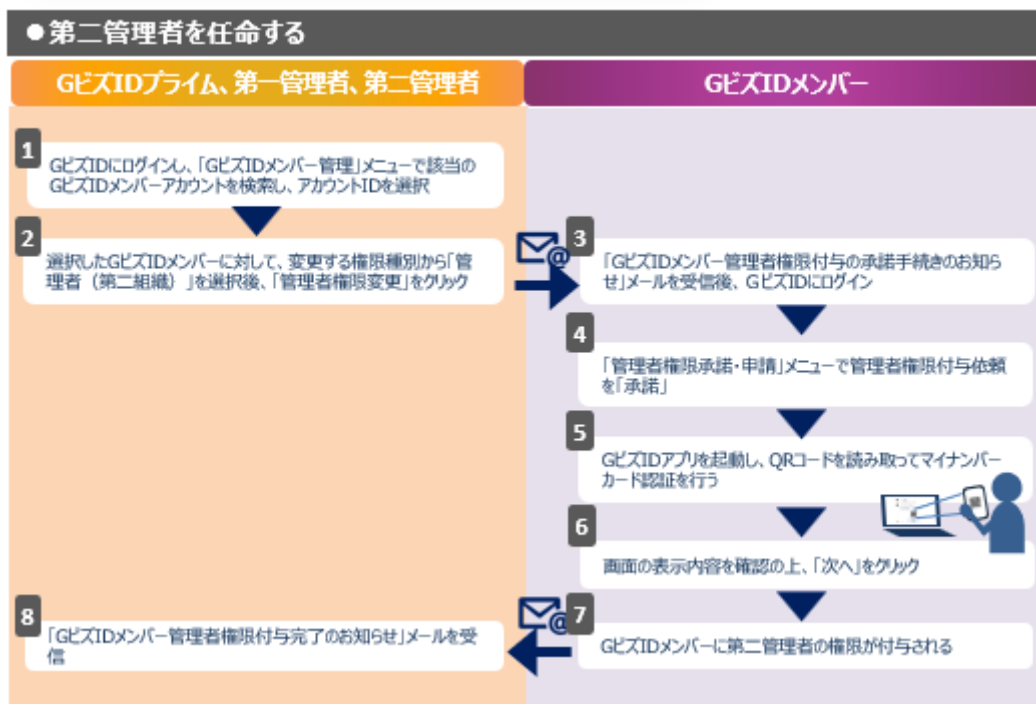 ●第二管理者を任命する
GビズIDプライム、第一管理者、第二管理者
GビズIDメンバー
1
GビズIDにログインし、「GビズIDメンバー管理」メニューで該当の
GビズIDメンバーアカウントを検索し、アカウントIDを選択
2
選択したGビズIDメンバーに対して、変更する権限種別から「管
理者（第二組織）」を選択後、「管理者権限変更」をクリック
@
3
「GビズIDメンバー管理者権限付与の承諾手続きのお知ら
せ」メールを受信後、GビズIDにログイン
4
「管理者権限承諾・申請」メニューで管理者権限付与依頼
を「承諾」
5
GビズIDアプリを起動し、QRコードを読み取ってマイナンバー
カード認証を行う
6
画面の表示内容を確認の上、「次へ」をクリック
7
GビズIDメンバーに第二管理者の権限が付与される
@
8
「GビズIDメンバー管理者権限付与完了のお知らせ」メールを受
信